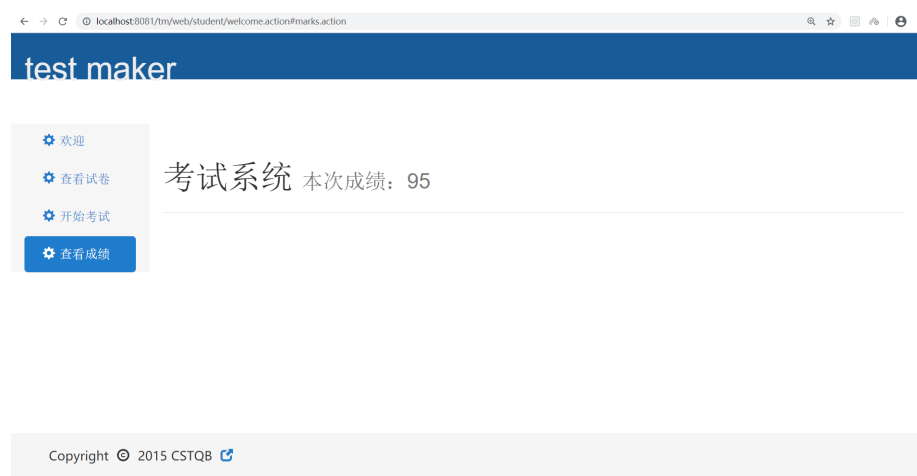 localhost:8081/tm/web/student/welcome.action#marks.action
test maker
欢迎
查看试卷
开始考试
查看成绩
考试系统 本次成绩：95
Copyright © 2015 CSTQB